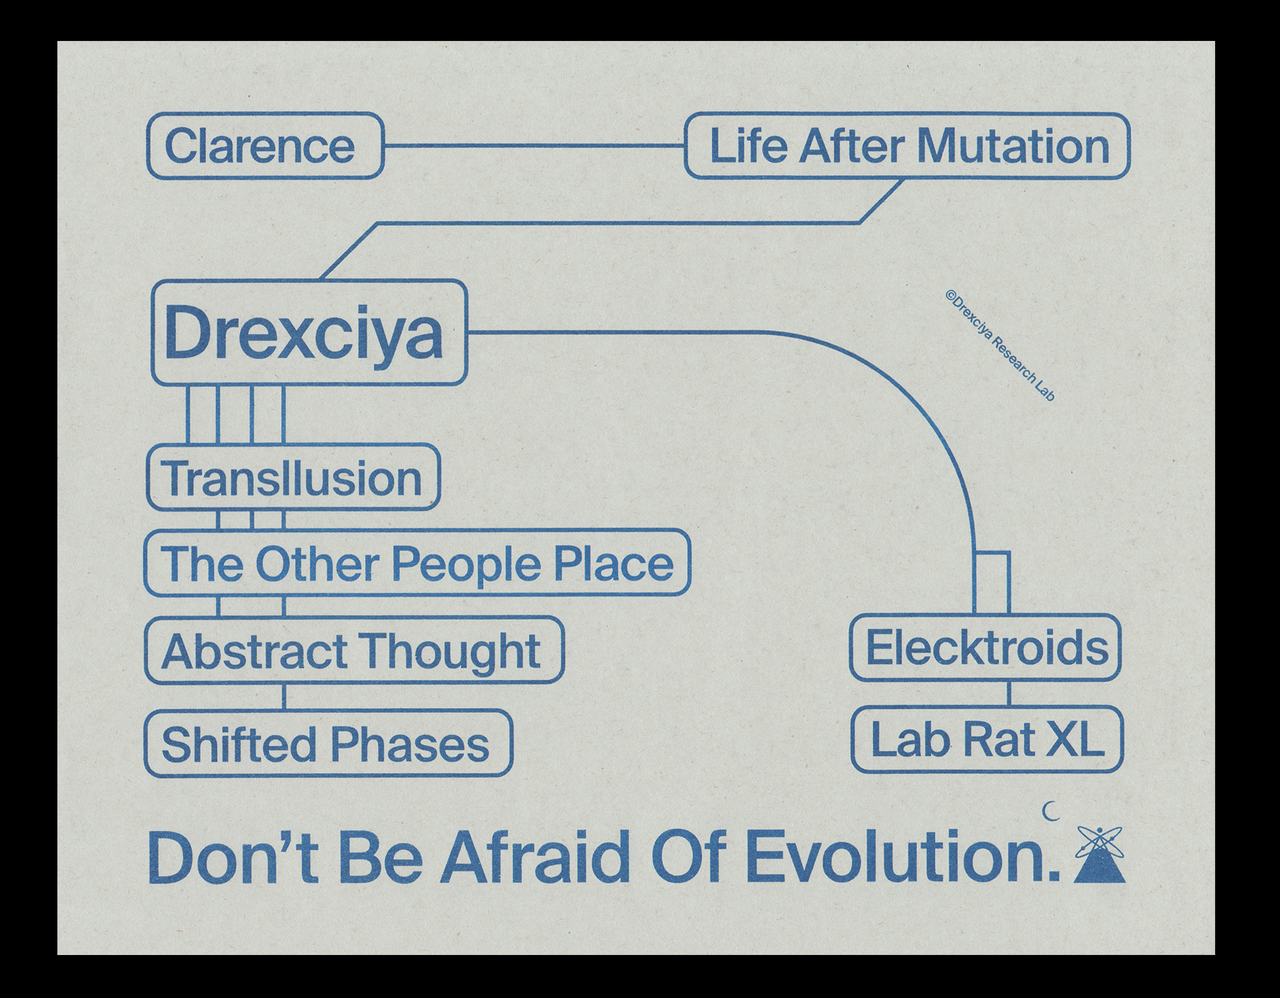 Clarence
Life After Mutation
Drexciya
©Drexciya Research Lab
Transllusion
The Other People Place
Abstract Thought
Elecktroids
Shifted Phases
Lab Rat XL
Don’t Be Afraid Of Evolution.